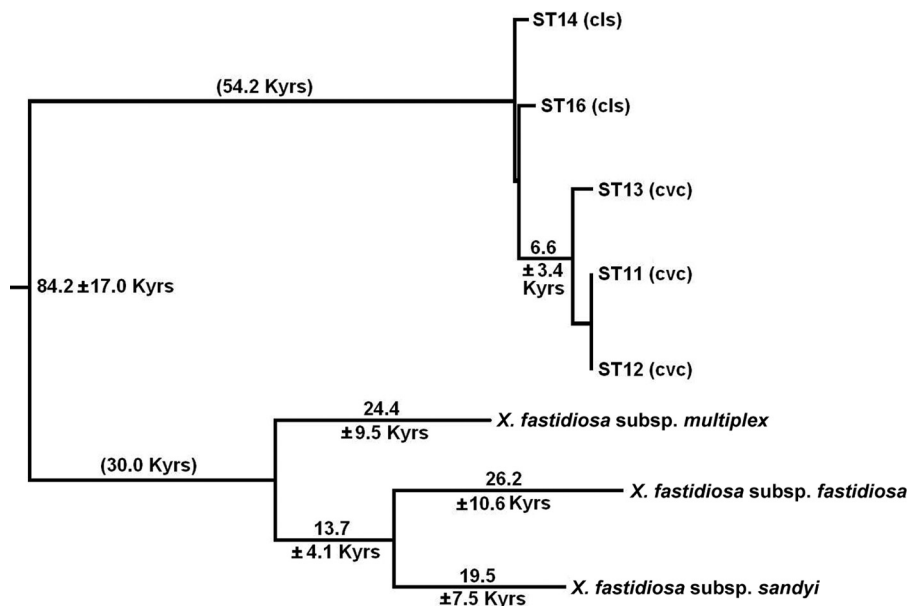 ST14 (cls)
(54.2 Kyrs)
ST16 (cls)
ST13 (cvc)
6.6
±3.4
Kyrs
ST11 (cvc)
84.2 ±17.0 Kyrs
ST12 (cvc)
24.4
±9.5 Kyrs
X. fastidiosa subsp. multiplex
(30.0 Kyrs)
26.2
±10.6 Kyrs
X. fastidiosa subsp. fastidiosa
13.7
±4.1 Kyrs
19.5
±7.5 Kyrs
X. fastidiosa subsp. sandyi